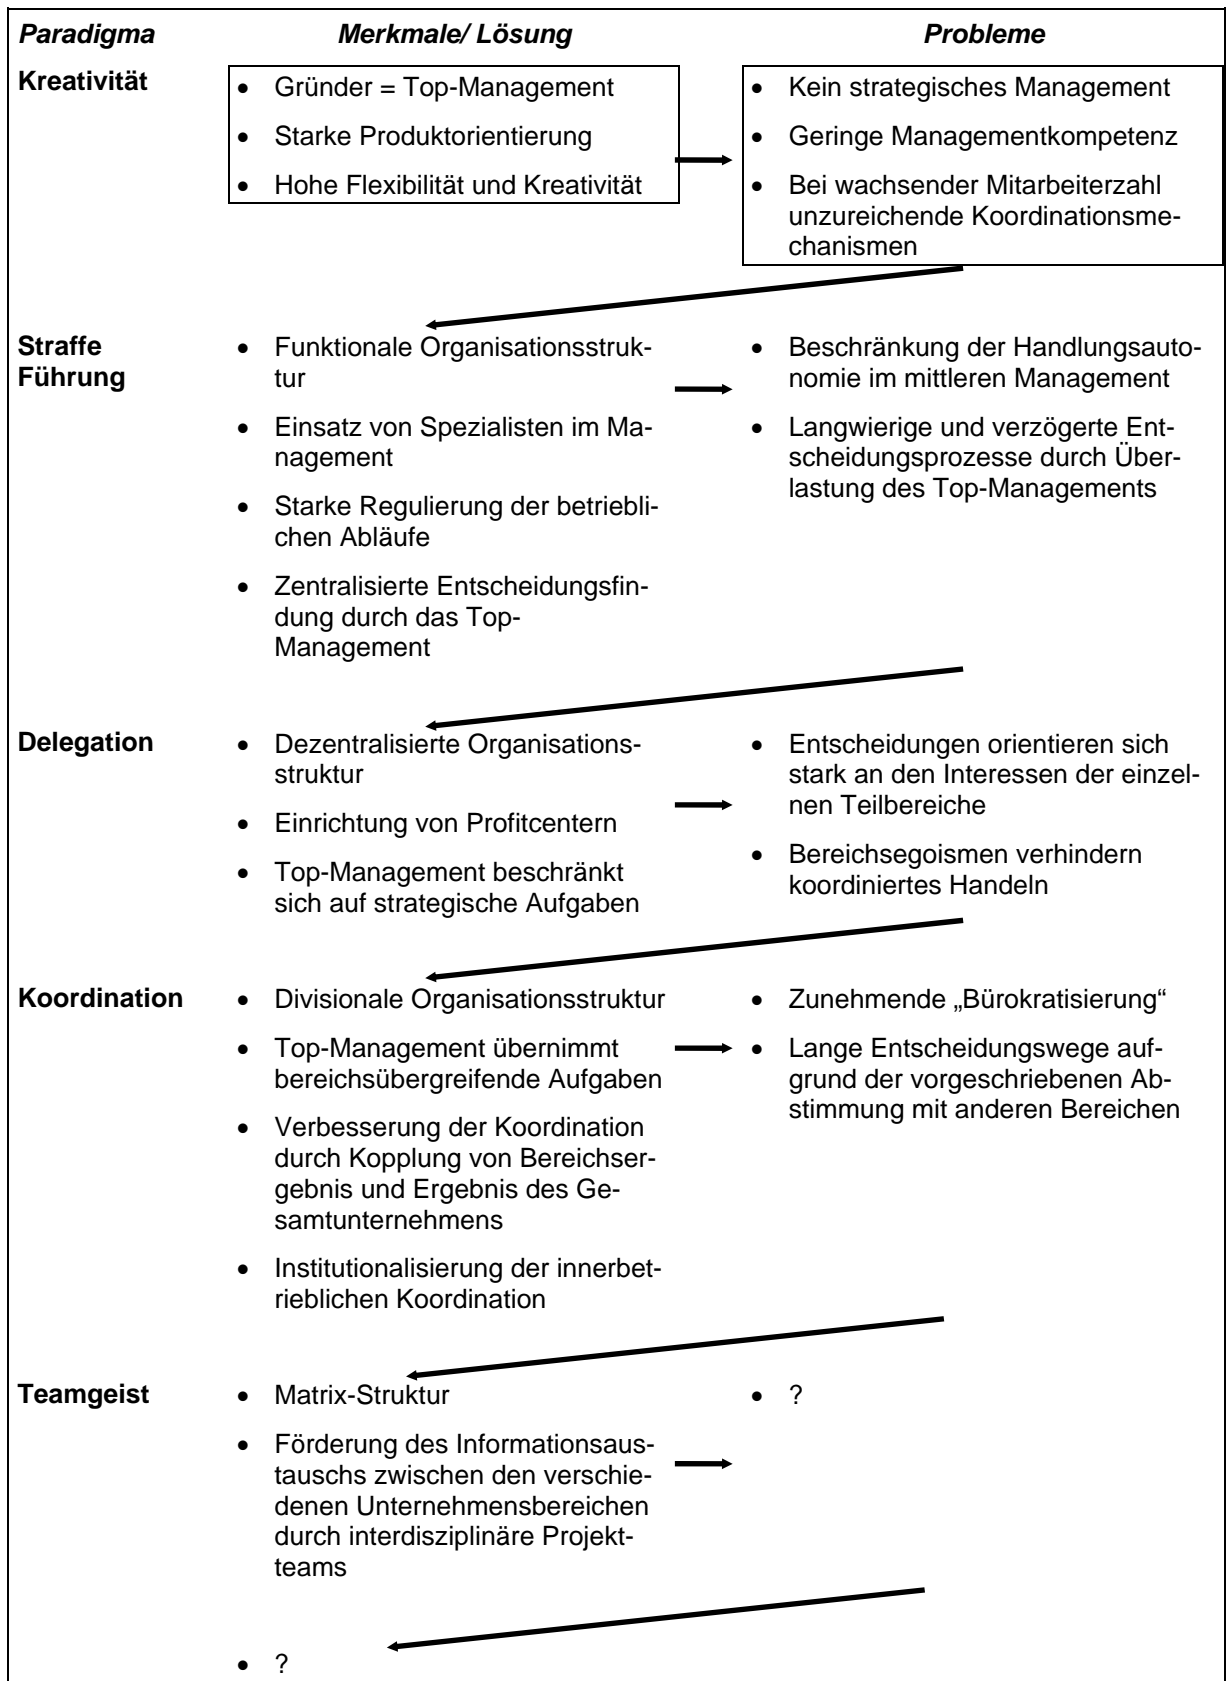 Paradigma Merkmale/ Lösung Probleme
Kreativität
• Gründer = Top-Management
• Starke Produktorientierung
• Hohe Flexibilität und Kreativität
• Kein strategisches Management
• Geringe Managementkompetenz
• Bei wachsender Mitarbeiterzahl
unzureichende Koordinationsme-
chanismen
Straffe
Führung
• Funktionale Organisationsstruk-
tur
• Einsatz von Spezialisten im Ma-
nagement
• Starke Regulierung der betriebli-
chen Abläufe
• Zentralisierte Entscheidungsfin-
dung durch das Top-
Management
• Beschränkung der Handlungsauto-
nomie im mittleren Management
• Langwierige und verzögerte Ent-
scheidungsprozesse durch Über-
lastung des Top-Managements
Delegation
• Dezentralisierte Organisations-
struktur
• Einrichtung von Profitcentern
• Top-Management beschränkt
sich auf strategische Aufgaben
• Entscheidungen orientieren sich
stark an den Interessen der einzel-
nen Teilbereiche
• Bereichsegoismen verhindern
koordiniertes Handeln
Koordination
• Divisionale Organisationsstruktur
• Top-Management übernimmt
bereichsübergreifende Aufgaben
• Verbesserung der Koordination
durch Kopplung von Bereichser-
gebnis und Ergebnis des Ge-
samtunternehmens
• Institutionalisierung der innerbet-
rieblichen Koordination
• Zunehmende „Bürokratisierung“
• Lange Entscheidungswege auf-
grund der vorgeschriebenen Ab-
stimmung mit anderen Bereichen
Teamgeist
• Matrix-Struktur
• Förderung des Informationsaus-
tauschs zwischen den verschie-
denen Unternehmensbereichen
durch interdisziplinäre Projekt-
teams
• ?
• ?